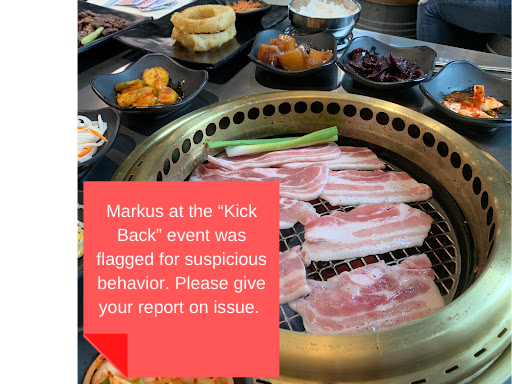 Markus at the “Kick
Back” event was
flagged for suspicious
behavior. Please give
your report on issue.